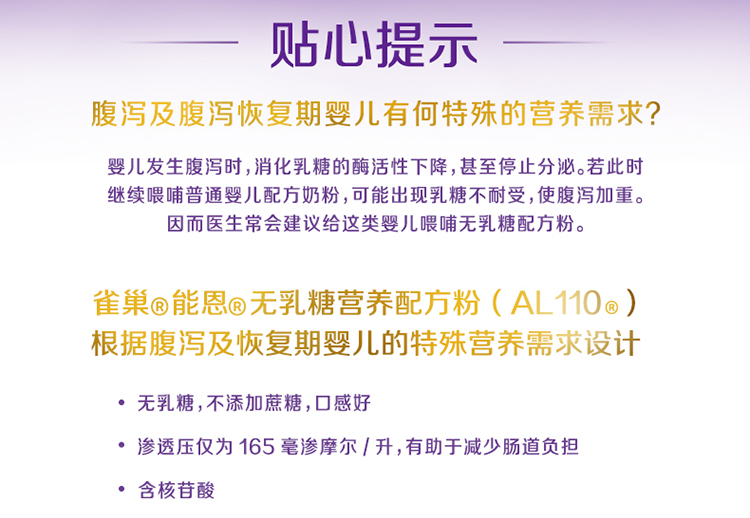 贴心提示
腹泻及腹泻恢复期婴儿有何特殊的营养需求?
婴儿发生腹泻时,消化乳糖的酶活性下降,甚至停止分泌。若此时
继续喂哺普通婴儿配方奶粉,可能出现乳糖不耐受,使腹泻加重。
因而医生常会建议给这类婴儿喂哺无乳糖配方粉。
雀巢®能恩®无乳糖营养配方粉(AL110®)
根据腹泻及恢复期婴儿的特殊营养需求设计
• 无乳糖,不添加蔗糖,口感好
• 渗透压仅为 165 毫渗摩尔 / 升,有助于减少肠道负担
• 含核苷酸